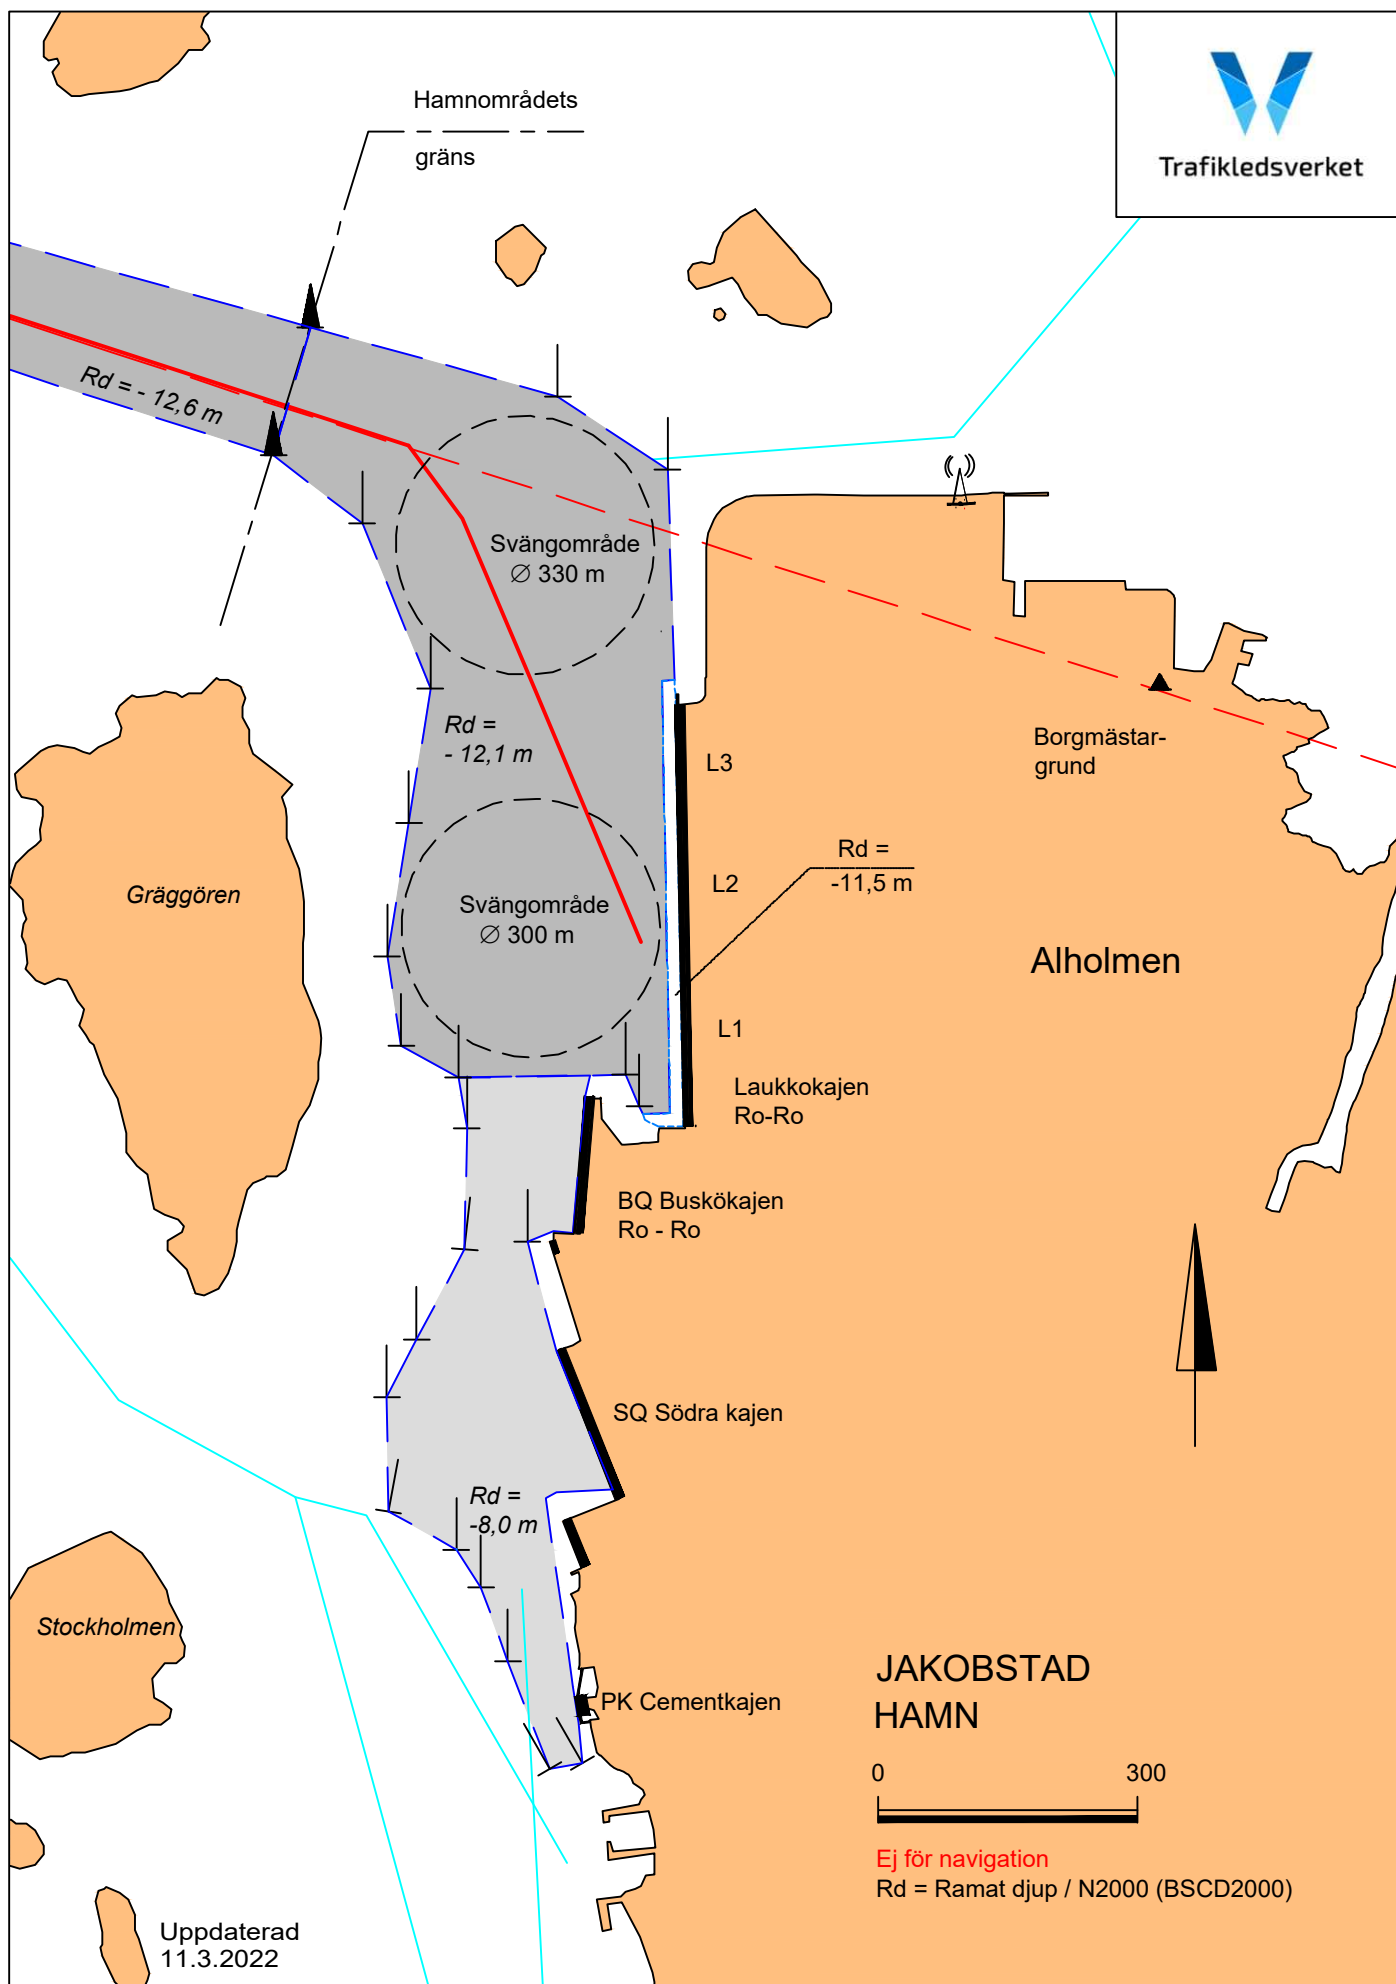 Hamnområdets
gräns
Trafikledsverket
Rd = - 12,6 m
Svängområde
∅ 330 m
Rd =
- 12,1 m
L3
Borgmästar-
grund
Rd =
-11,5 m
L2
Gräggören
Svängområde
∅ 300 m
Alholmen
L1
Laukkokajen
Ro-Ro
BQ Buskökajen
Ro - Ro
SQ Södra kajen
Rd =
-8,0 m
Stockholmen
JAKOBSTAD
HAMN
PK Cementkajen
0 300
Ej för navigation
Rd = Ramat djup / N2000 (BSCD2000)
Uppdaterad
11.3.2022